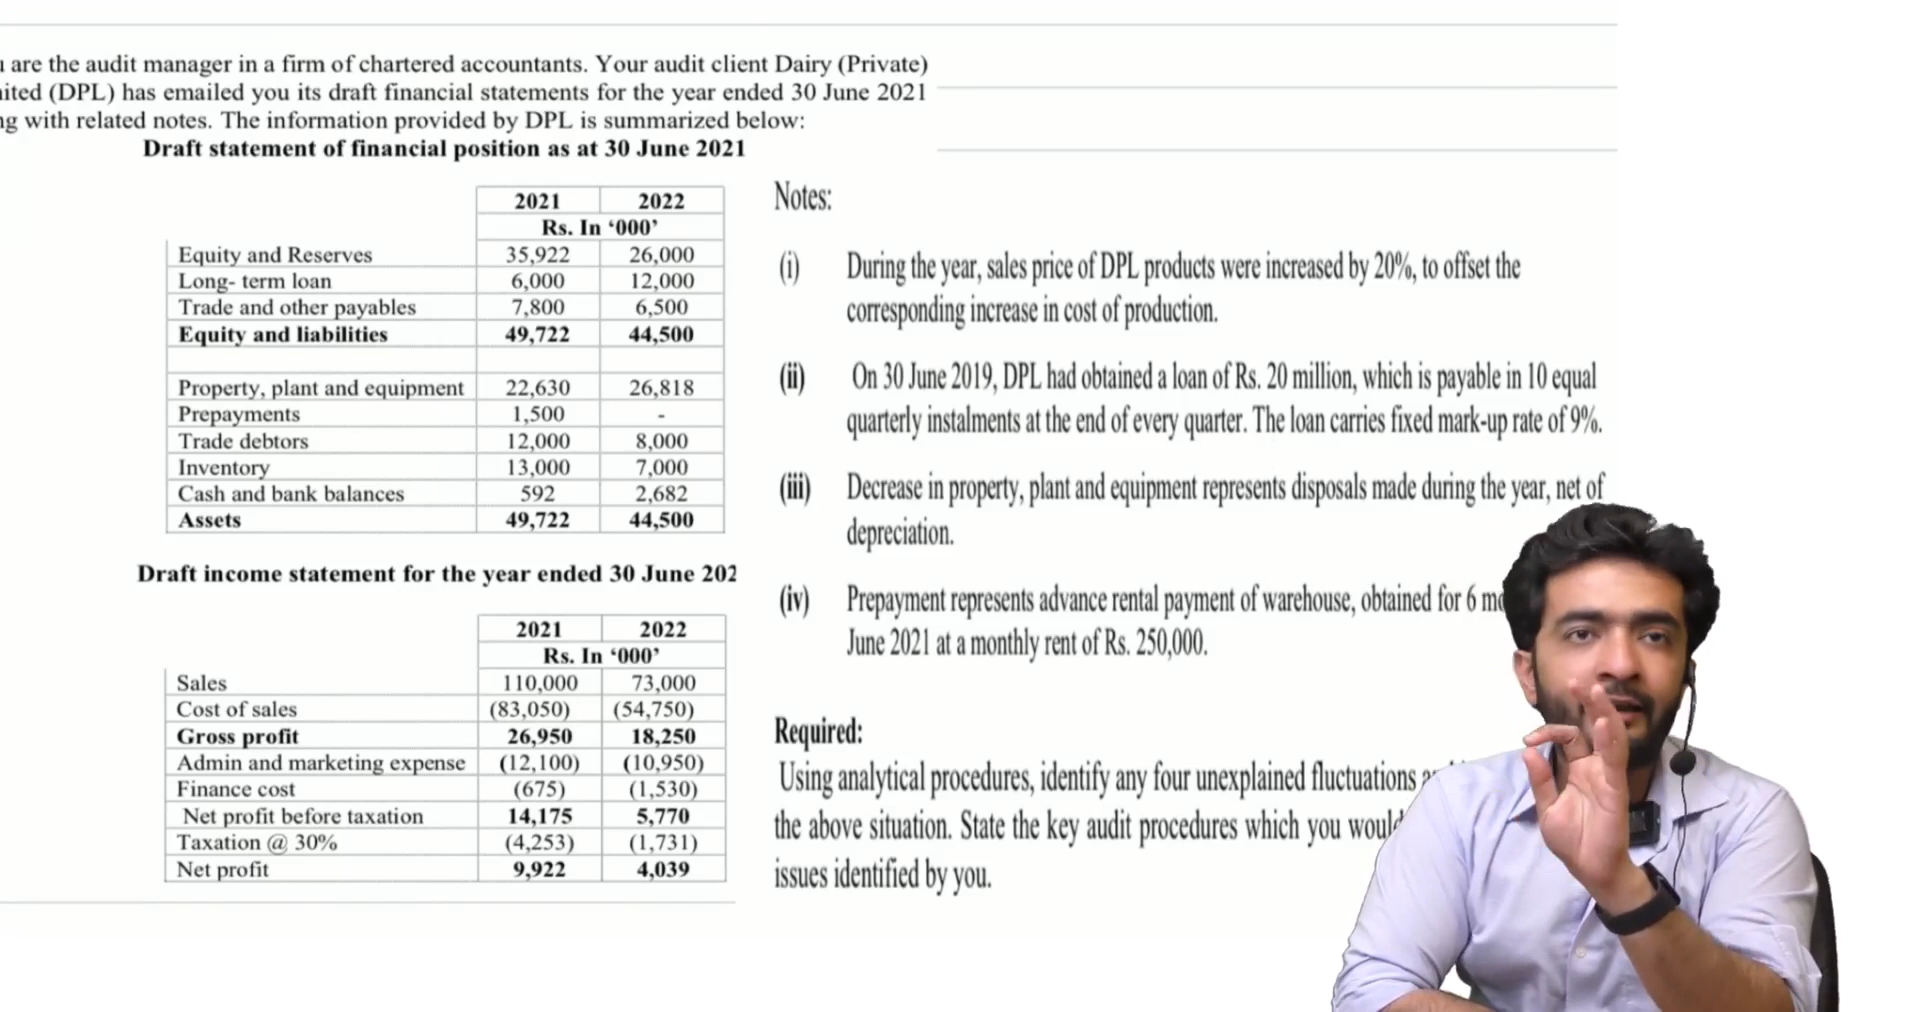 are the audit manager in a firm of chartered accountants. Your audit client Dairy (Private)
ited (DPL) has emailed you its draft financial statements for the year ended 30 June 2021
g with related notes. The information provided by DPL is summarized below:
Draft statement of financial position as at 30 June 2021
2021 2022
Rs. In ‘000’
Equity and Reserves 35,922 26,000
Long- term loan 6,000 12,000
Trade and other payables 7,800 6,500
Equity and liabilities 49,722 44,500
Property, plant and equipment 22,630 26,818
Prepayments 1,500 -
Trade debtors 12,000 8,000
Inventory 13,000 7,000
Cash and bank balances 592 2,682
Assets 49,722 44,500
Draft income statement for the year ended 30 June 202
2021 2022
Rs. In ‘000’
Sales 110,000 73,000
Cost of sales (83,050) (54,750)
Gross profit 26,950 18,250
Admin and marketing expense (12,100) (10,950)
Finance cost (675) (1,530)
Net profit before taxation 14,175 5,770
Taxation @ 30% (4,253) (1,731)
Net profit 9,922 4,039
Notes:
(i) During the year, sales price of DPL products were increased by 20%, to offset the
corresponding increase in cost of production.
(ii) On 30 June 2019, DPL had obtained a loan of Rs. 20 million, which is payable in 10 equal
quarterly instalments at the end of every quarter. The loan carries fixed mark-up rate of 9%.
(iii) Decrease in property, plant and equipment represents disposals made during the year, net of
depreciation.
(iv) Prepayment represents advance rental payment of warehouse, obtained for 6
June 2021 at a monthly rent of Rs. 250,000.
Required:
Using analytical procedures, identify any four unexplained fluctuations
the above situation. State the key audit procedures which you would
issues identified by you.